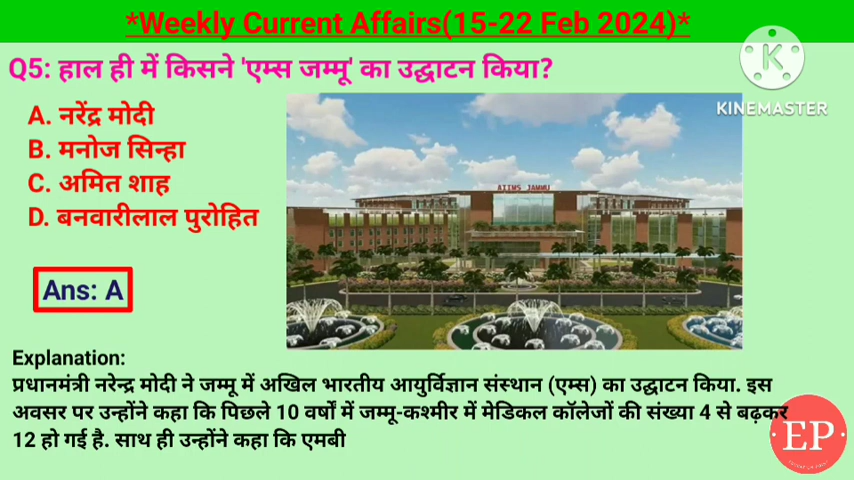 *Weekly Current Affairs(15-22 Feb 2024)*
Q5: हाल ही में किसने 'एम्स जम्मू' का उद्घाटन किया?
KINEMASTER
A. नरेंद्र मोदी
B. मनोज सिन्हा
C. अमित शाह
D. बनवारीलाल पुरोहित
AIIMS JAMMU
Ans: A
Explanation:
प्रधानमंत्री नरेन्द्र मोदी ने जम्मू में अखिल भारतीय आयुर्विज्ञान संस्थान (एम्स) का उद्घाटन किया. इस
अवसर पर उन्होंने कहा कि पिछले 10 वर्षों में जम्मू-कश्मीर में मेडिकल कॉलेजों की संख्या 4 से बढ़कर
12 हो गई है. साथ ही उन्होंने कहा कि एमबी
EP